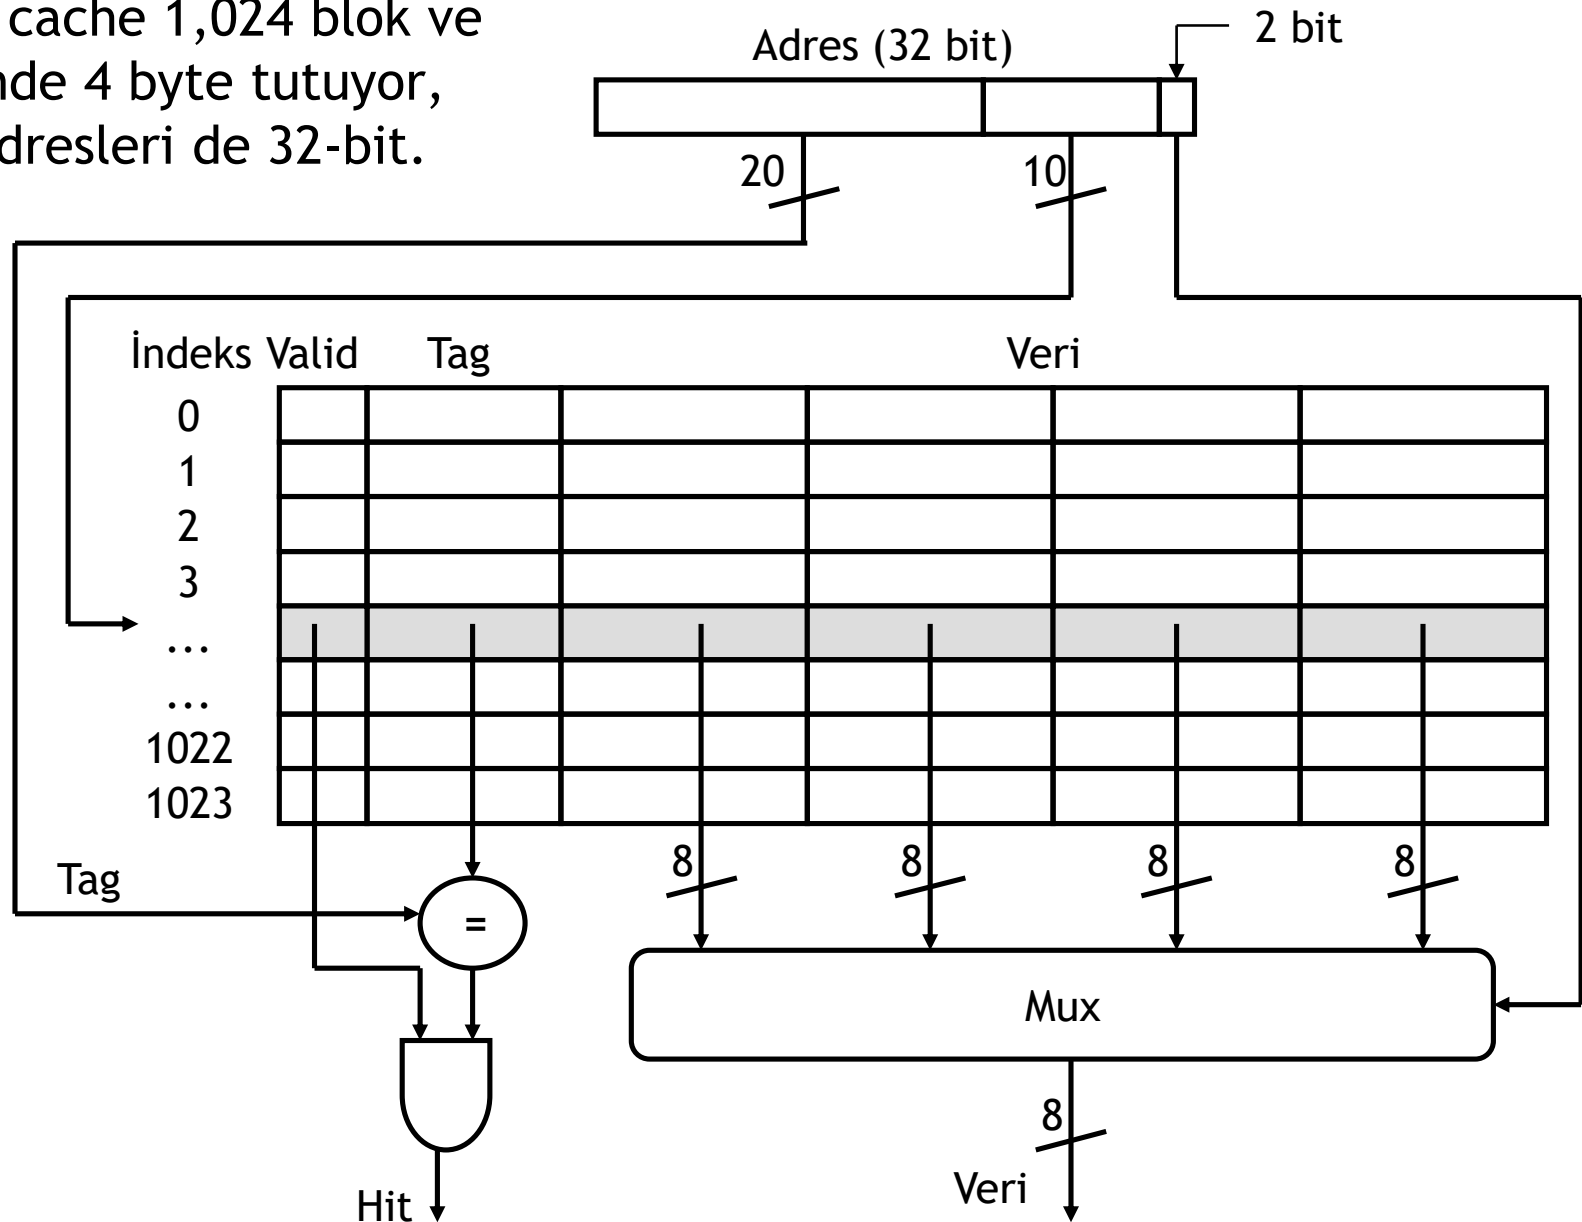 cache 1,024 blok ve
nde 4 byte tutuyor,
dresleri de 32-bit.
Adres (32 bit)
2 bit
20
10
İndeks Valid Tag Veri
0
1
2
3
...
...
1022
1023
8 8 8 8
Tag
=
Mux
8
Veri
Hit